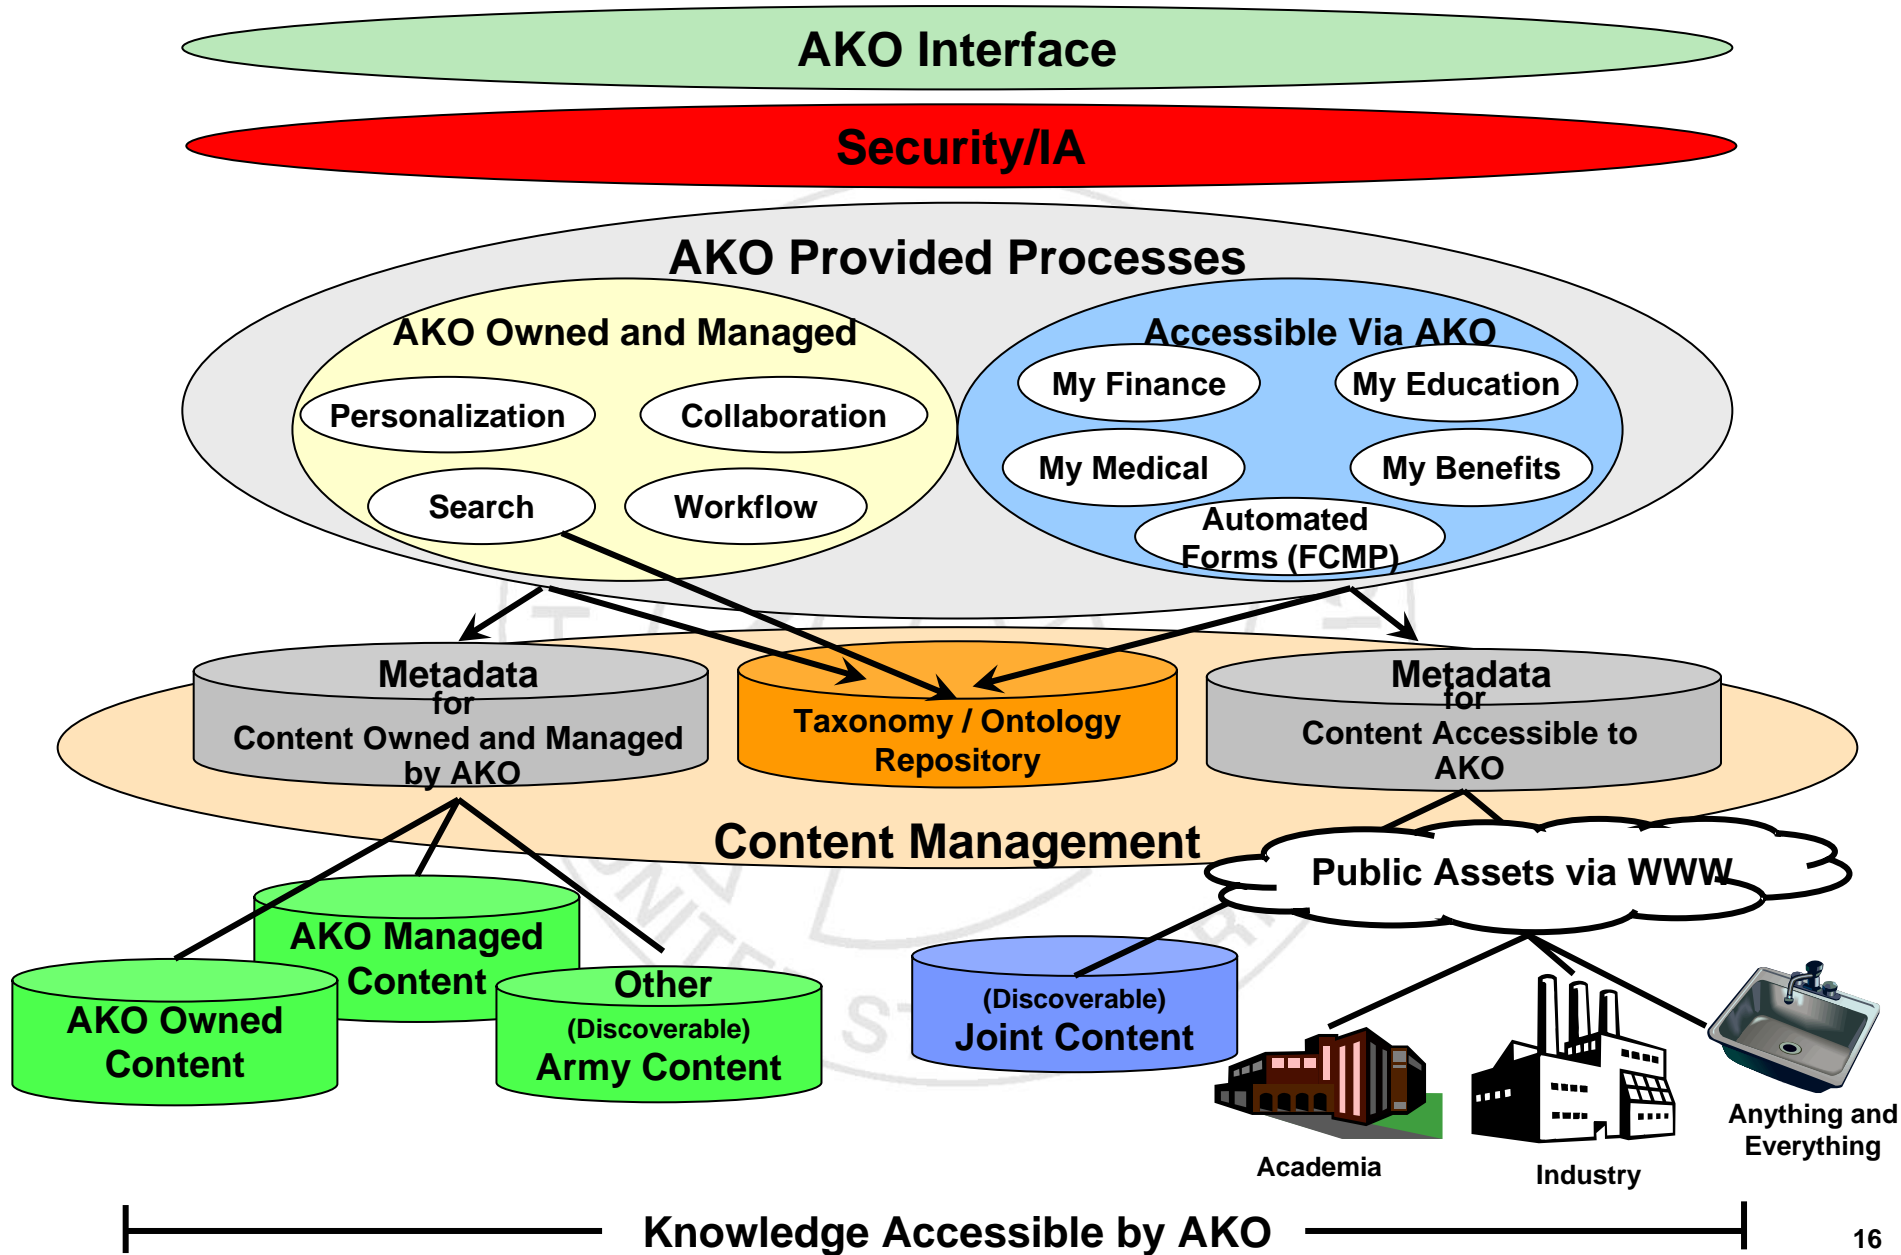 AKO Interface
Security/IA
AKO Provided Processes
AKO Owned and Managed
Personalization
Collaboration
Search
Workflow
Accessible Via AKO
My Finance
My Education
My Medical
My Benefits
Automated
Forms (FCMP)
Metadata
for
Content Owned and Managed
by AKO
Taxonomy / Ontology
Repository
Metadata
for
Content Accessible to
AKO
Content Management
Public Assets via WWW
AKO Managed
Content
AKO Owned
Content
Other
(Discoverable)
Army Content
(Discoverable)
Joint Content
Academia
Industry
Anything and
Everything
Knowledge Accessible by AKO
16